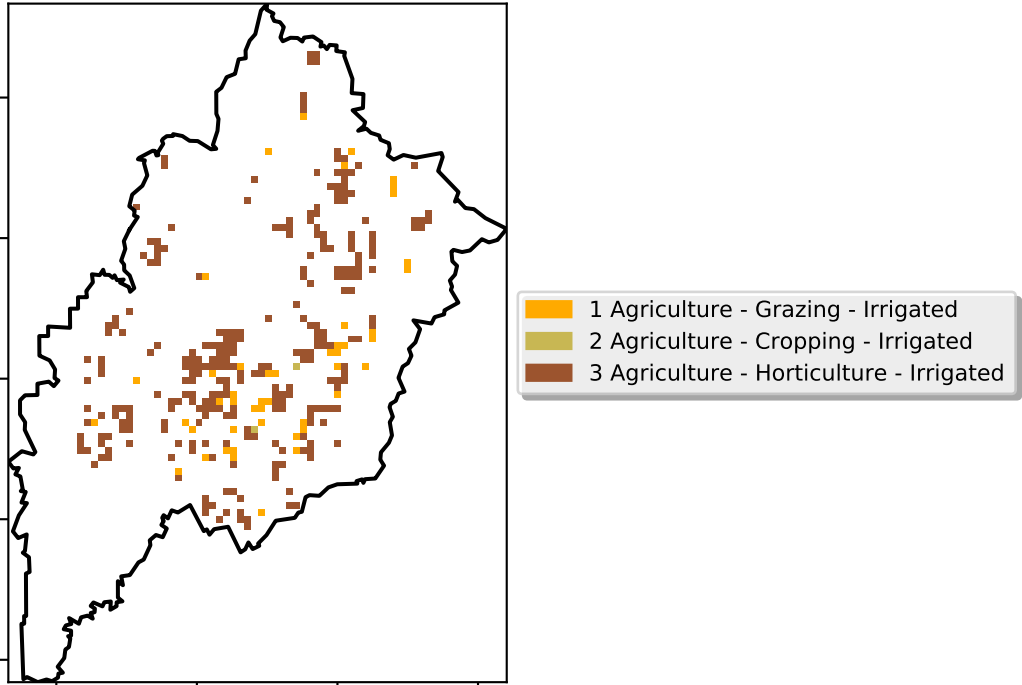 1 Agriculture - Grazing - Irrigated
2 Agriculture - Cropping - Irrigated
3 Agriculture - Horticulture - Irrigated